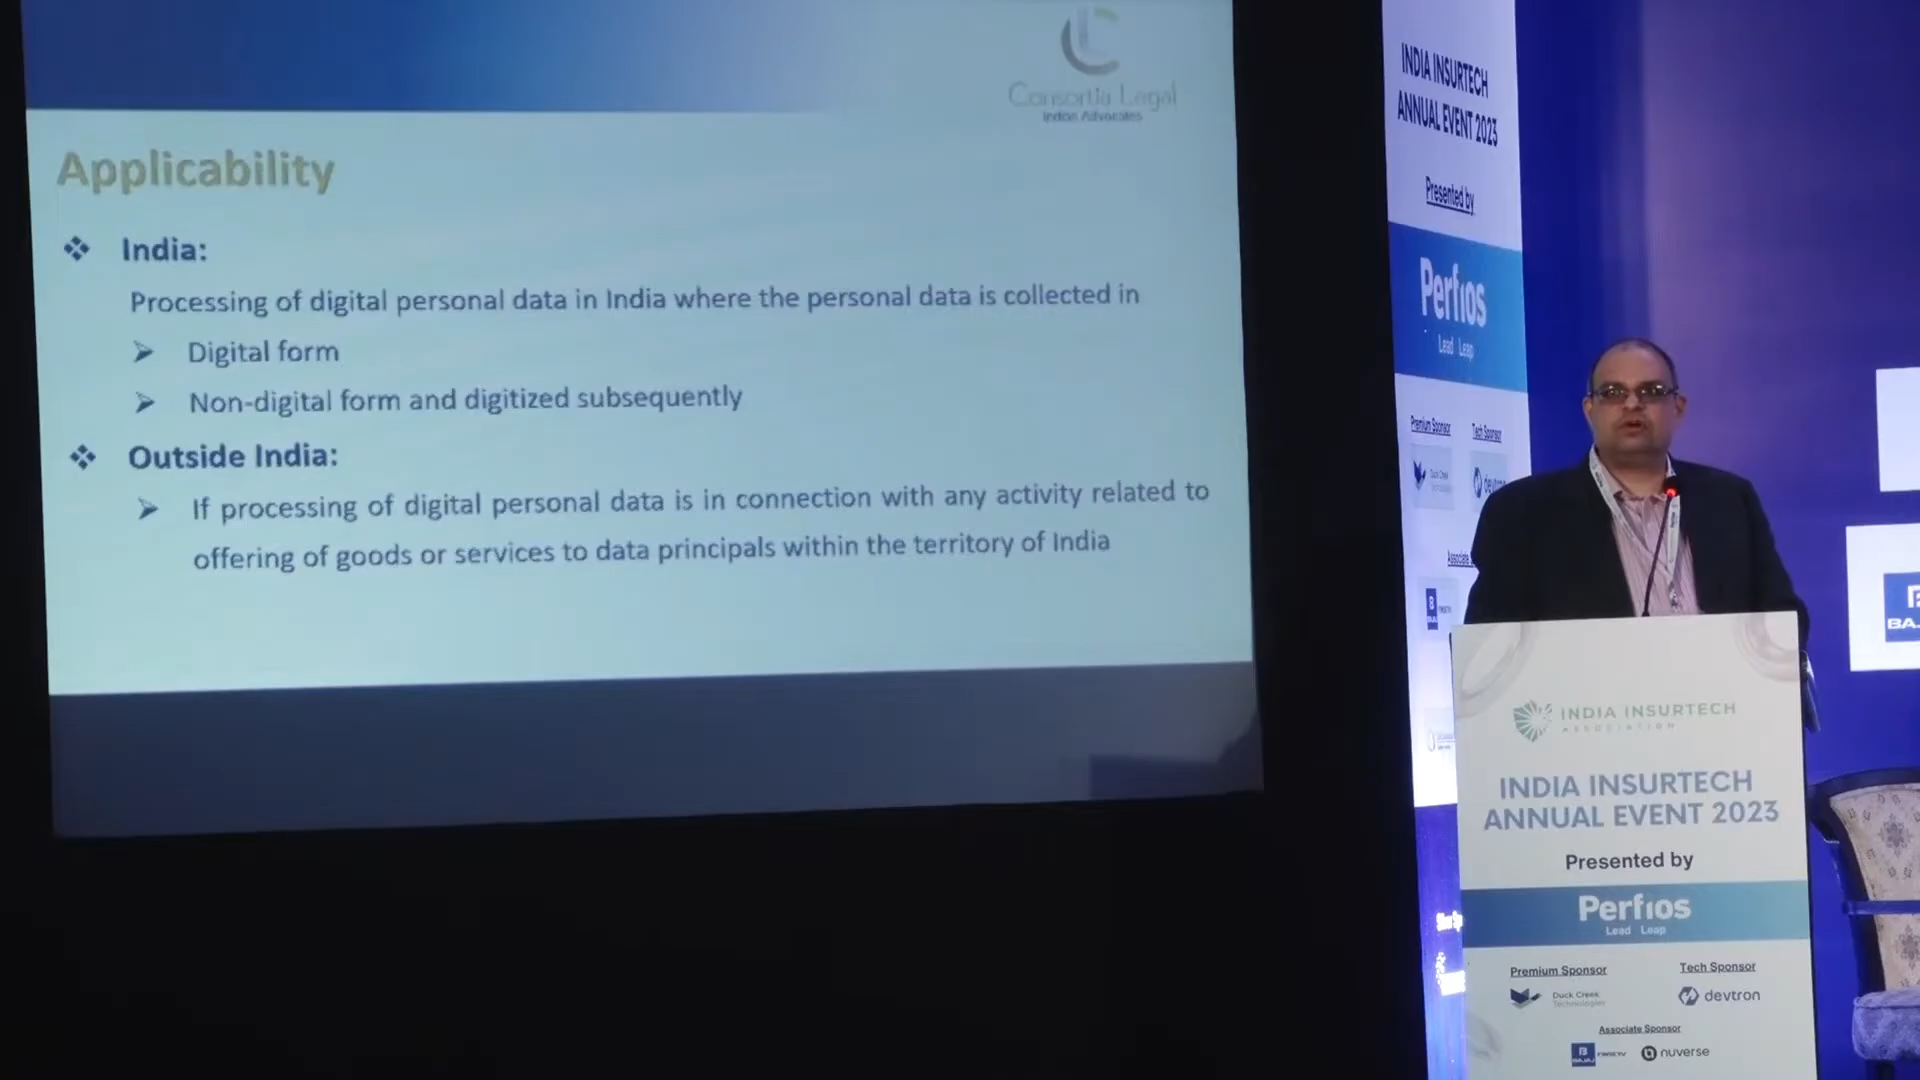 Consortia Legal
Indian Advocates
Applicability
India:
Processing of digital personal data in India where the personal data is collected in
Digital form
Non-digital form and digitized subsequently
Outside India:
If processing of digital personal data is in connection with any activity related to
offering of goods or services to data principals within the territory of India
INDIA INSURTECH
ANNUAL EVENT 2023
Presented by
Perfios
Lead Leap
Premium Sponsor
Tech Sponsor
Duck Creek
Associate
INDIA INSURTECH
ASSOCIATION
INDIA INSURTECH
ANNUAL EVENT 2023
Presented by
Perfios
Lead Leap
Premium Sponsor
Tech Sponsor
Duck Creek
Technologies
devtron
Associate Sponsor
BAJAJ
nuverse